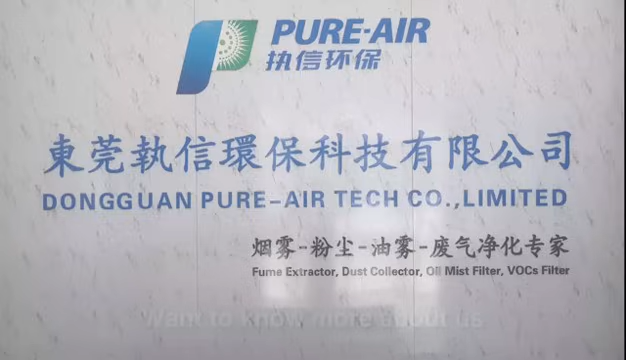 PURE-AIR
执信环保
東莞執信環保科技有限公司
DONGGUAN PURE-AIR TECH CO.,LIMITED
烟雾-粉尘-油雾-废气净化专家
Fume Extractor, Dust Collector, Oil Mist Filter, VOCs Filter
Want to know more about us